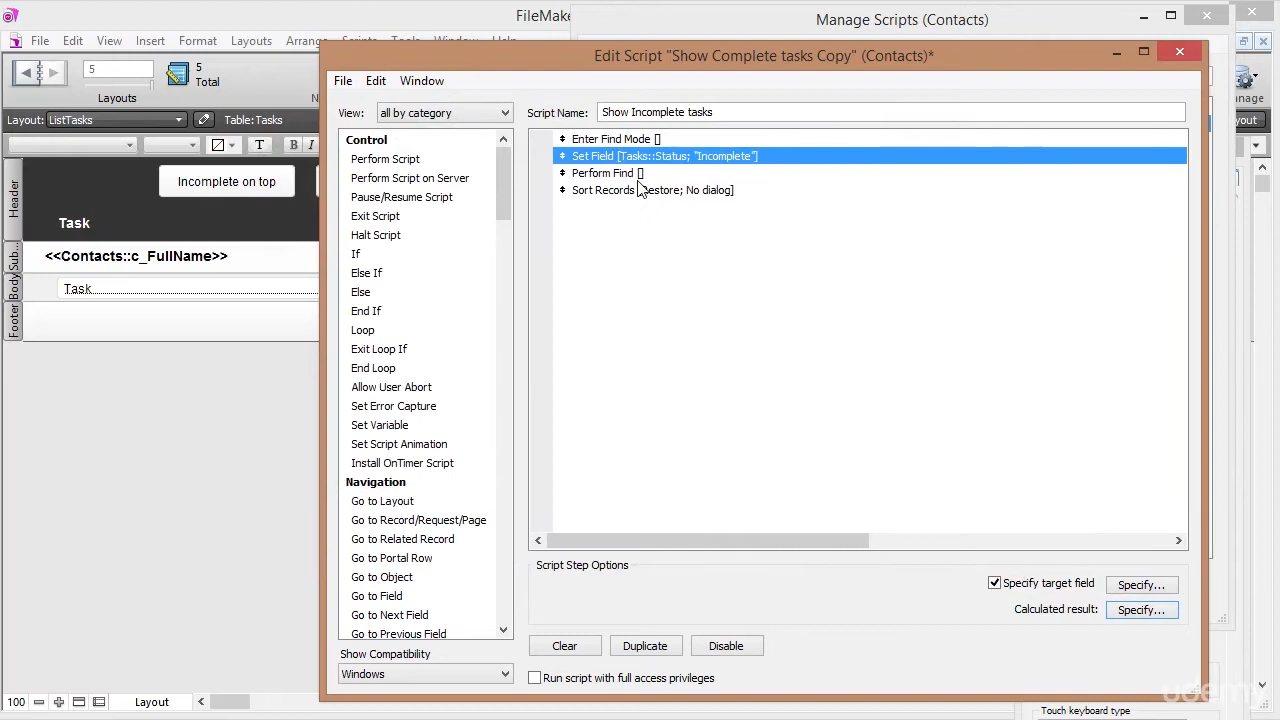 FileMake
Manage Scripts (Contacts)
File Edit View Insert Format Layouts Arrang
5
5
Total
Layouts
Layout: ListTasks Table: Tasks
T B I
Header
Incomplete on top
Task
Sub...
<<Contacts::c_FullName>>
Body
Task
Footer
100
Layout
Edit Script "Show Complete tasks Copy" (Contacts)*
File Edit Window
View: all by category
Script Name: Show Incomplete tasks
Control
Perform Script
Perform Script on Server
Pause/Resume Script
Exit Script
Halt Script
If
Else If
Else
End If
Loop
Exit Loop If
End Loop
Allow User Abort
Set Error Capture
Set Variable
Set Script Animation
Install OnTimer Script
Navigation
Go to Layout
Go to Record/Request/Page
Go to Related Record
Go to Portal Row
Go to Object
Go to Field
Go to Next Field
Go to Previous Field
Show Compatibility
Windows
Enter Find Mode []
Set Field [Tasks::Status; "Incomplete"]
Perform Find []
Sort Records estore; No dialog]
Script Step Options
Specify target field Specify...
Calculated result: Specify...
Clear Duplicate Disable
Run script with full access privileges
anage
out
udemy
Touch keyboard type